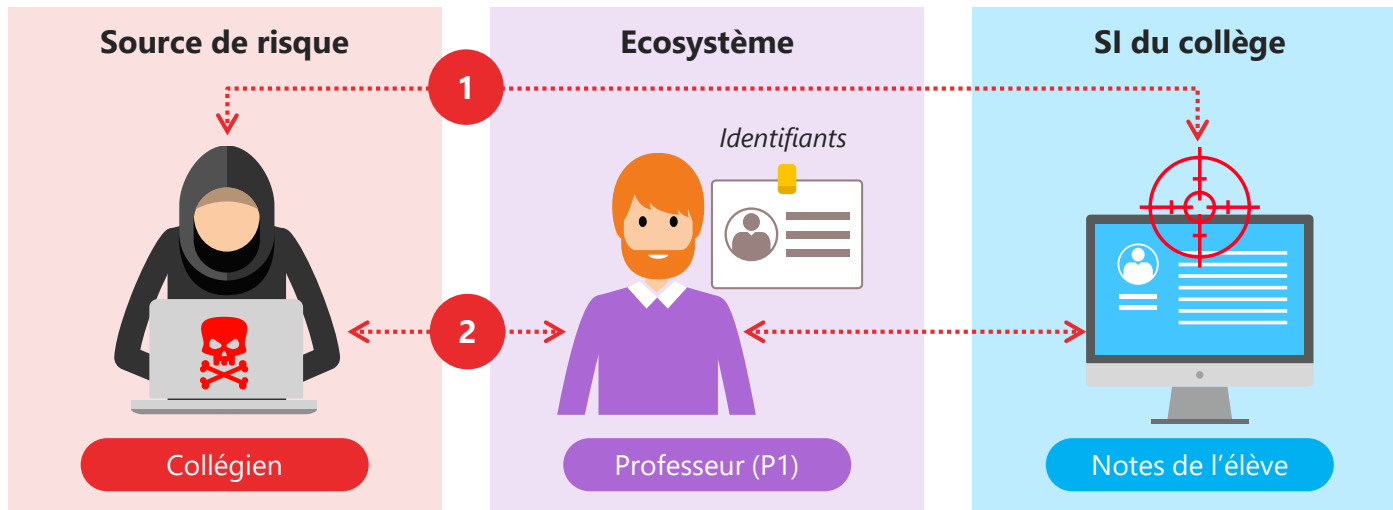 Source de risque
Ecosystème
SI du collège
1
Identifiants
2
Collégien
Professeur (P1)
Notes de l'élève